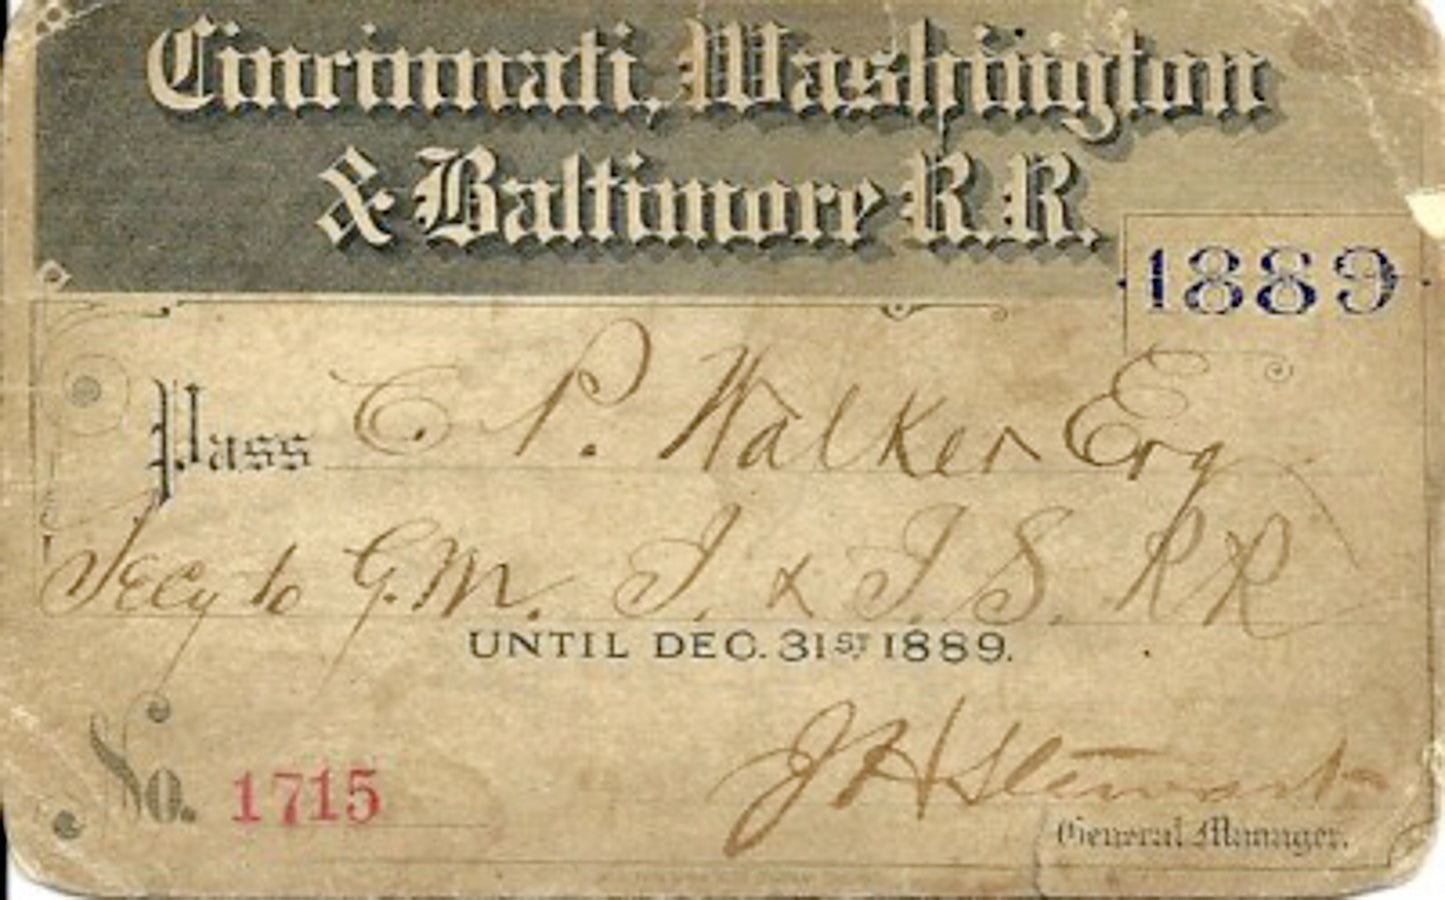 Cincinnati, Washington
& Baltimore R.R.
1889
Pass C. P. Walker Esq
Secy to G.M. I. & I. S. RR
UNTIL DEC. 31ST 1889.
No. 1715
J H Stewart
General Manager.